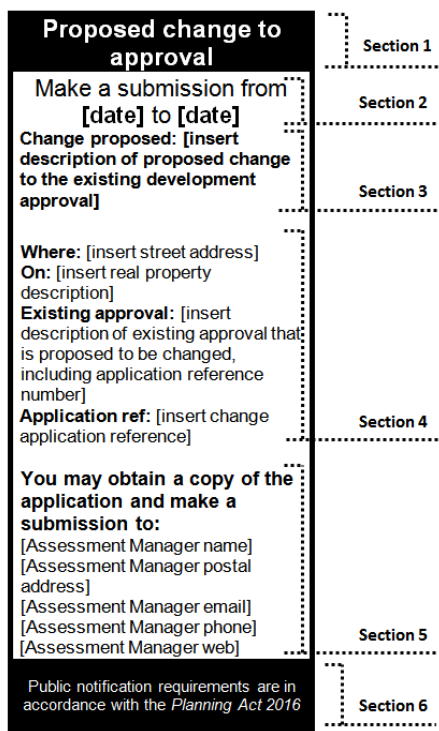 Proposed change to
approval
Section 1
Make a submission from
[date] to [date]
Section 2
Change proposed: [insert
description of proposed change
to the existing development
approval]
Section 3
Where: [insert street address]
On: [insert real property
description]
Existing approval: [insert
description of existing approval that
is proposed to be changed,
including application reference
number]
Application ref: [insert change
application reference]
Section 4
You may obtain a copy of the
application and make a
submission to:
[Assessment Manager name]
[Assessment Manager postal
address]
[Assessment Manager email]
[Assessment Manager phone]
[Assessment Manager web]
Section 5
Public notification requirements are in
accordance with the Planning Act 2016
Section 6